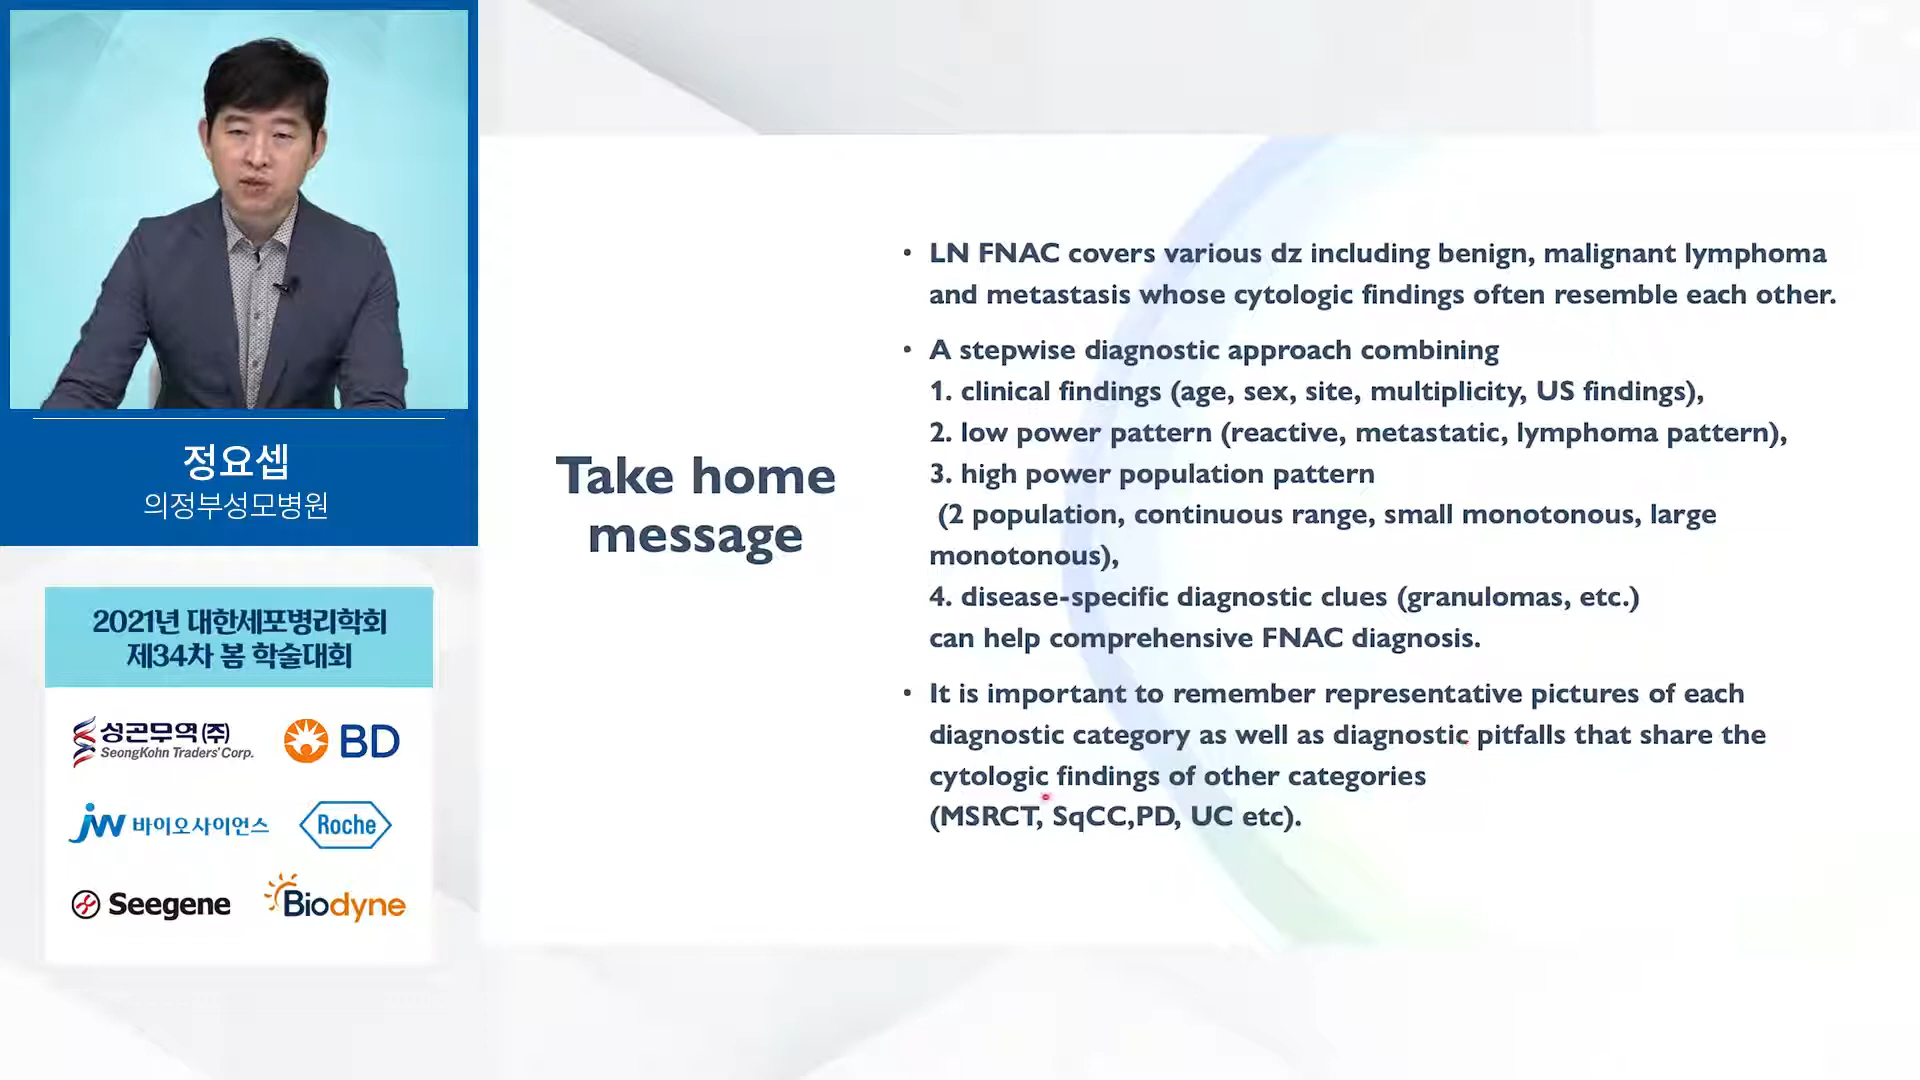 정요셉
의정부성모병원
2021년 대한세포병리학회
제34차 봄 학술대회
성곤무역(주)
SeongKohn Traders' Corp.
BD
JW 바이오사이언스
Roche
Seegene
Biodyne
Take home
message
• LN FNAC covers various dz including benign, malignant lymphoma
and metastasis whose cytologic findings often resemble each other.
• A stepwise diagnostic approach combining
1. clinical findings (age, sex, site, multiplicity, US findings),
2. low power pattern (reactive, metastatic, lymphoma pattern),
3. high power population pattern
(2 population, continuous range, small monotonous, large
monotonous),
4. disease-specific diagnostic clues (granulomas, etc.)
can help comprehensive FNAC diagnosis.
• It is important to remember representative pictures of each
diagnostic category as well as diagnostic pitfalls that share the
cytologic findings of other categories
(MSRCT, SqCC,PD, UC etc).